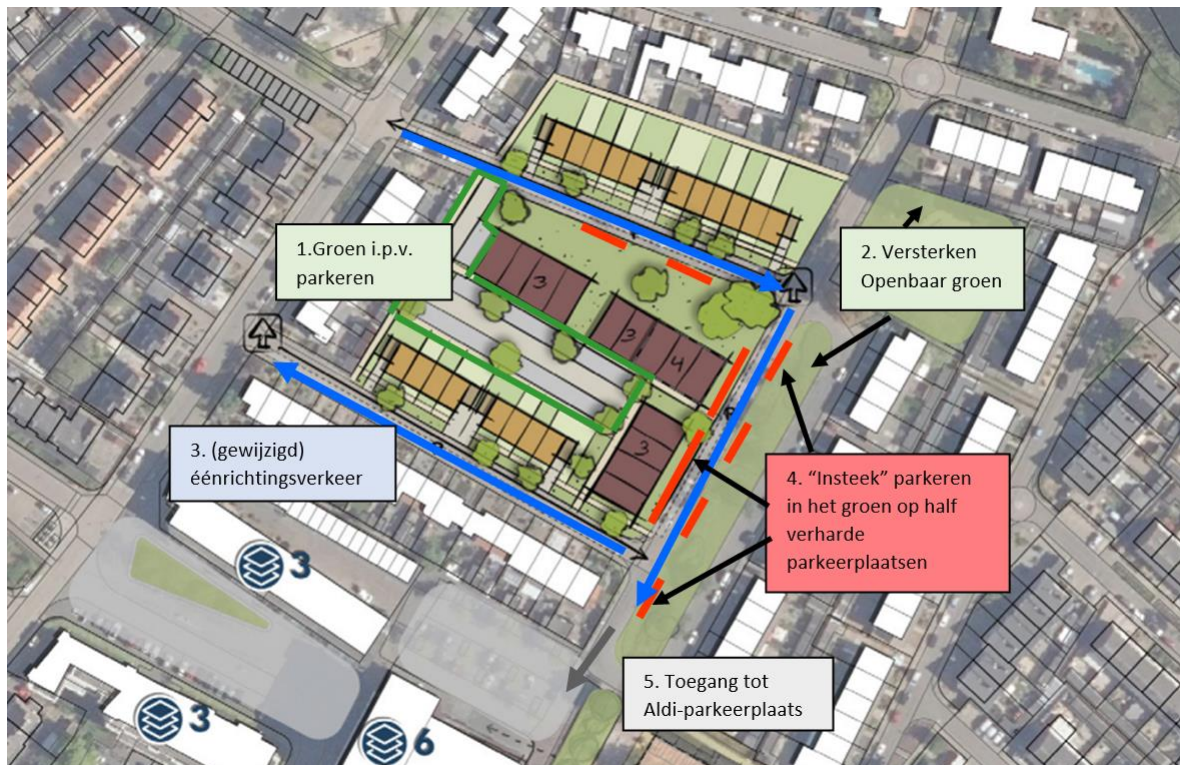 1.Groen i.p.v.
parkeren
2. Versterken
Openbaar groen
3
3
4
3
3. (gewijzigd)
éénrichtingsverkeer
4. “Insteek” parkeren
in het groen op half
verharde
parkeerplaatsen
3
5. Toegang tot
Aldi-parkeerplaats
3
6